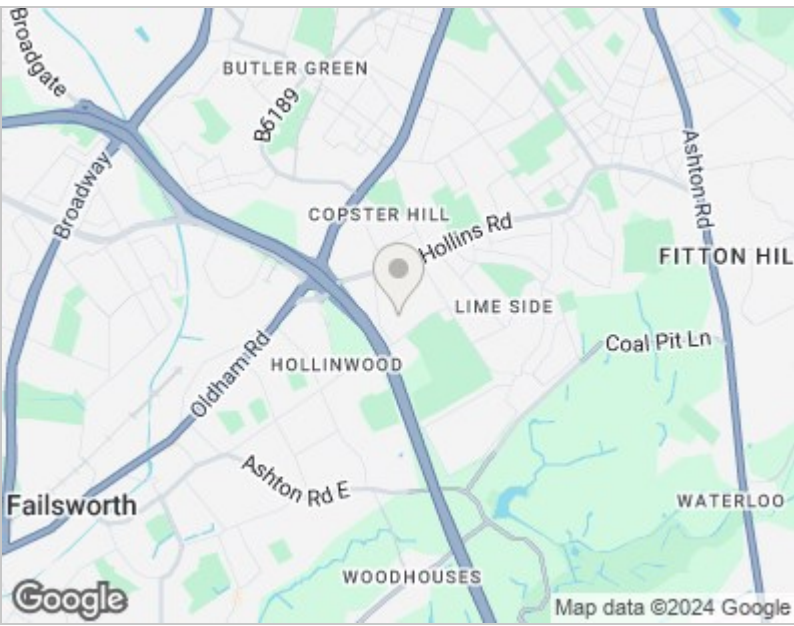 Broadgate
BUTLER GREEN
B6189
Broadway
Ashton Rd
COPSTER HILL
Hollins Rd
FITTON HIL
LIME SIDE
Coal Pit Ln
HOLLINWOOD
Oldham Rd
Ashton Rd E
Failsworth
WATERLOO
WOODHOUSES
Google
Map data ©2024 Google